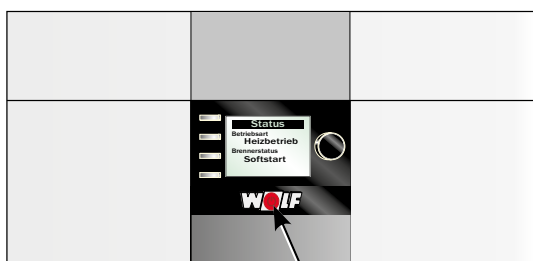 Status
Betriebsart
Heizbetrieb
Brennerstatus
Softstart
WOLF